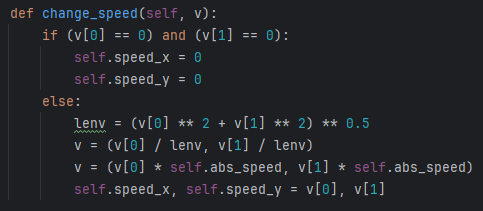 def change_speed(self, v):
    if (v[0] == 0) and (v[1] == 0):
        self.speed_x = 0
        self.speed_y = 0
    else:
        lenv = (v[0] ** 2 + v[1] ** 2) ** 0.5
        v = (v[0] / lenv, v[1] / lenv)
        v = (v[0] * self.abs_speed, v[1] * self.abs_speed)
        self.speed_x, self.speed_y = v[0], v[1]